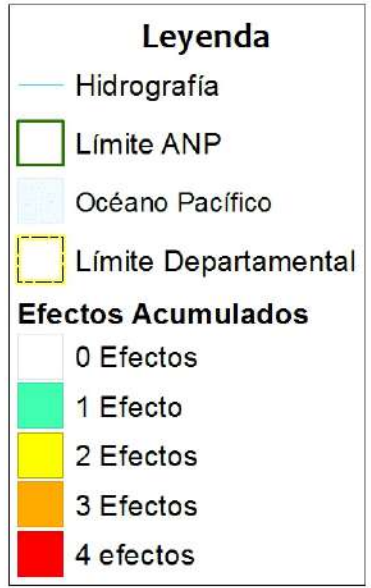 Leyenda
Hidrografía
Límite ANP
Océano Pacífico
Límite Departamental
Efectos Acumulados
0 Efectos
1 Efecto
2 Efectos
3 Efectos
4 efectos